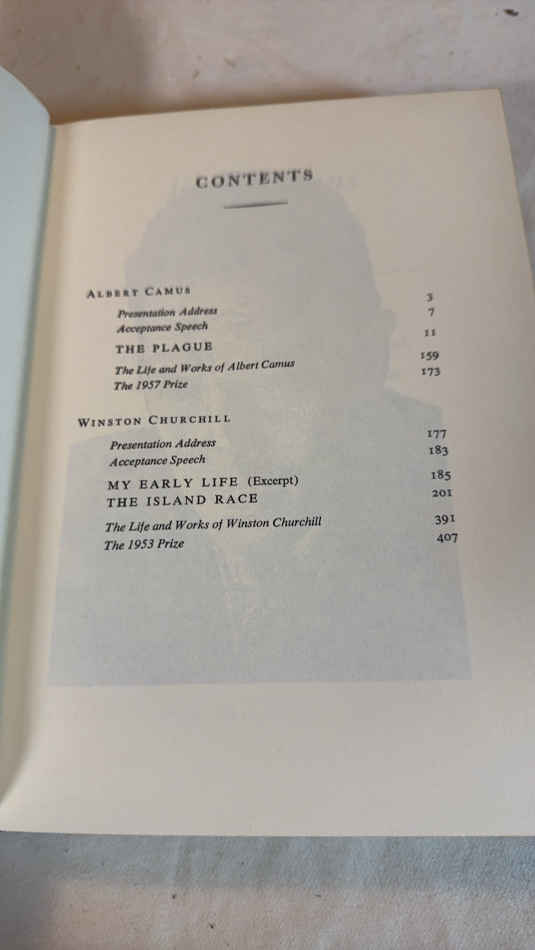 CONTENTS
ALBERT CAMUS
Presentation Address 3
Acceptance Speech 7
THE PLAGUE 11
The Life and Works of Albert Camus 159
The 1957 Prize 173
WINSTON CHURCHILL
Presentation Address 177
Acceptance Speech 183
MY EARLY LIFE (Excerpt) 185
THE ISLAND RACE 201
The Life and Works of Winston Churchill 391
The 1953 Prize 407